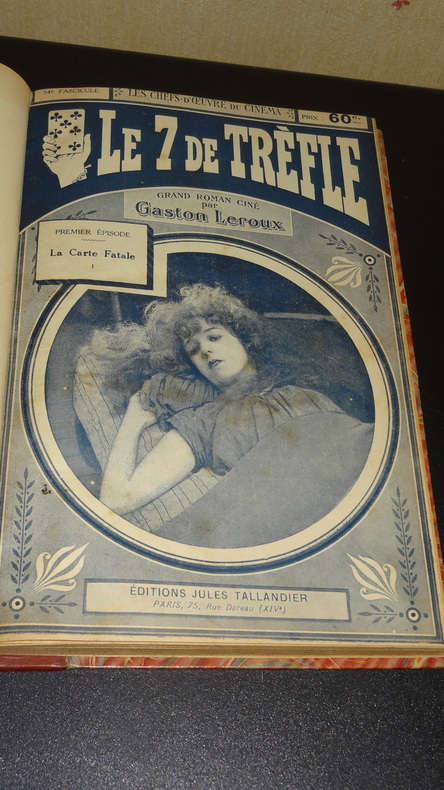 54e FASCICULE
LES CHEFS-D'ŒUVRE DU CINÉMA
PRIX 60
LE 7 DE TRÈFLE
GRAND ROMAN CINÉ
par
Gaston Leroux
PREMIER ÉPISODE
La Carte Fatale
I
ÉDITIONS JULES TALLANDIER
PARIS, 75, Rue Dareau (XIVe)